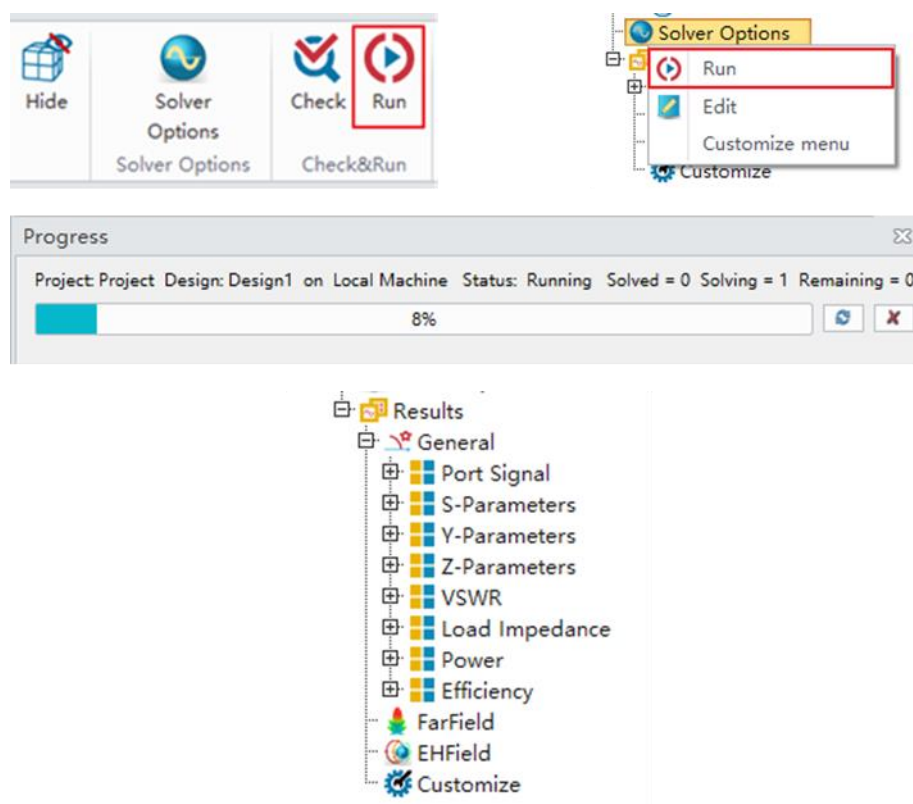 Hide
Solver
Options
Solver Options
Check
Run
Check&Run
Solver Options
Run
Edit
Customize menu
Customize
Progress
Project: Project Design: Design1 on Local Machine Status: Running Solved = 0 Solving = 1 Remaining = 0
8%
Results
General
Port Signal
S-Parameters
Y-Parameters
Z-Parameters
VSWR
Load Impedance
Power
Efficiency
FarField
EHField
Customize